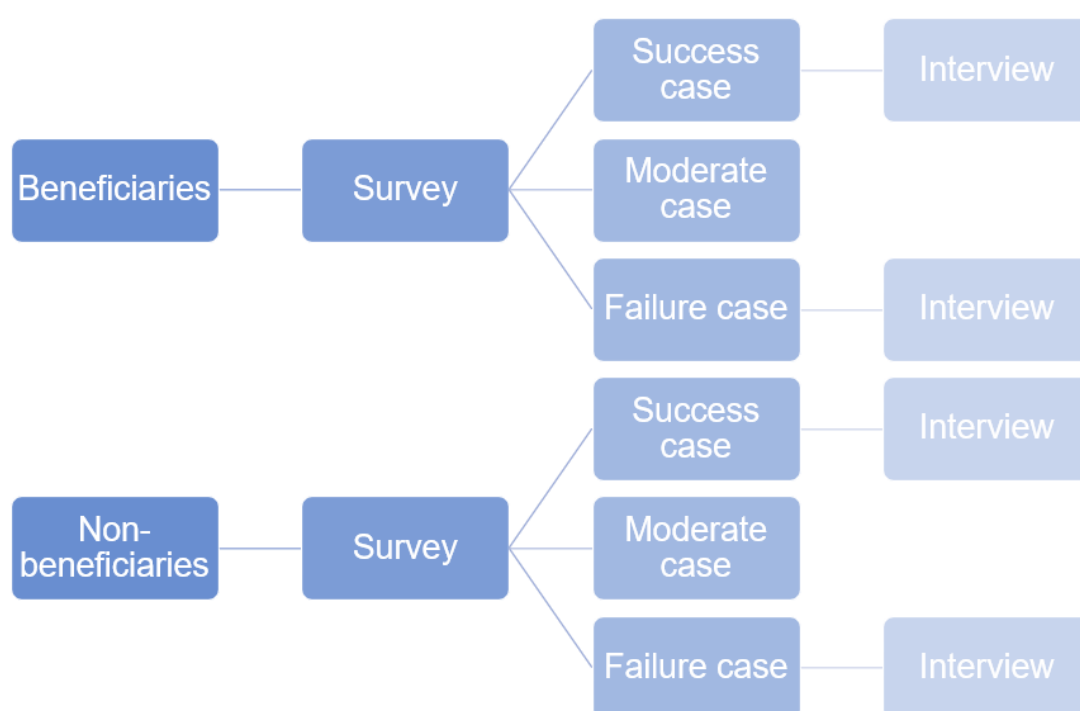 Success
case
Interview
Beneficiaries
Survey
Moderate
case
Failure case
Interview
Success
case
Interview
Non-
beneficiaries
Survey
Moderate
case
Failure case
Interview